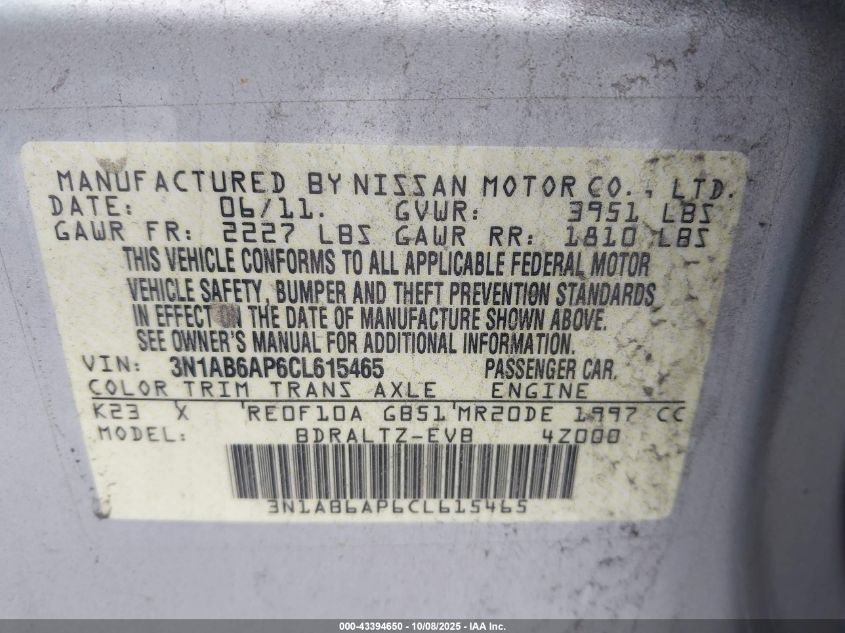 MANUFACTURED BY NISSAN MOTOR CO., LTD.
DATE: 06/11. GVWR: 3951 LBS
GAWR FR: 2227 LBS GAWR RR: 1810 LBS
THIS VEHICLE CONFORMS TO ALL APPLICABLE FEDERAL MOTOR
VEHICLE SAFETY, BUMPER AND THEFT PREVENTION STANDARDS
IN EFFECT ON THE DATE OF MANUFACTURE SHOWN ABOVE.
SEE OWNER'S MANUAL FOR ADDITIONAL INFORMATION.
VIN: 3N1AB6AP6CL615465 PASSENGER CAR.
COLOR TRIM TRANS AXLE ENGINE
K23 X RE0F10A GB51 MR20DE 1997 CC
MODEL: BDRALTZ-EVB 4Z000
3N1AB6AP6CL615465
000-43394650 - 10/08/2025 - IAA Inc.